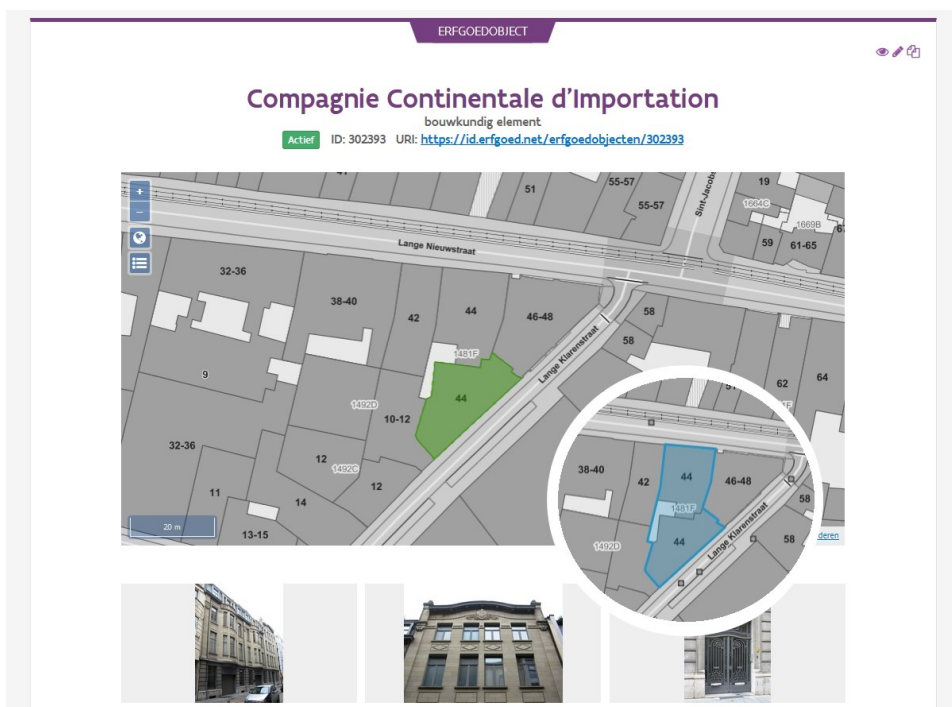 ERFGOEDOBJECT
Compagnie Continentale d'Importation
bouwkundig element
Actief ID: 302393 URI: https://id.erfgoed.net/erfgoedobjecten/302393
+
−
51
55-57
55-57
19
1664C
1669B
59
61-65
Lange Nieuwstraat
32-36
38-40
42
44
46-48
58
58
1481F
Lange Klarenstraat
9
44
62
64
1492D
10-12
32-36
12
1492C
12
11
14
13-15
20 m
38-40
42
44
46-48
58
1481F
44
Lange Klarenstraat
58
1492D
deren